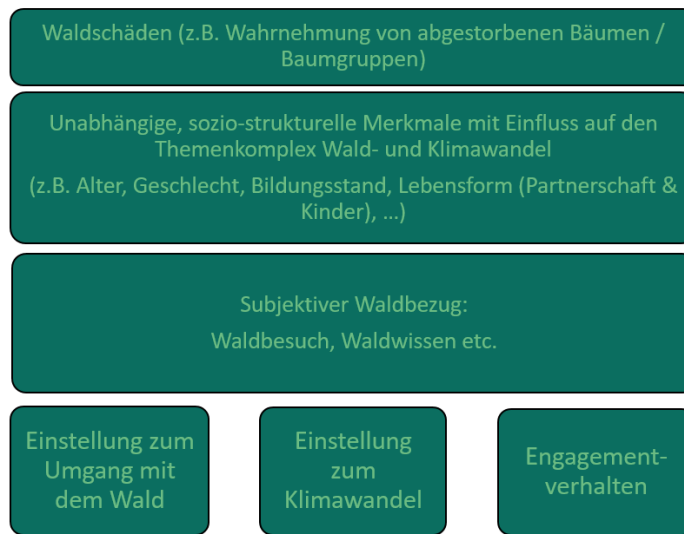 Waldschäden (z.B. Wahrnehmung von abgestorbenen Bäumen /
Baumgruppen)
Unabhängige, sozio-strukturelle Merkmale mit Einfluss auf den
Themenkomplex Wald- und Klimawandel
(z.B. Alter, Geschlecht, Bildungsstand, Lebensform (Partnerschaft &
Kinder), ...)
Subjektiver Waldbezug:
Waldbesuch, Waldwissen etc.
Einstellung zum
Umgang mit
dem Wald
Einstellung
zum
Klimawandel
Engagement-
verhalten